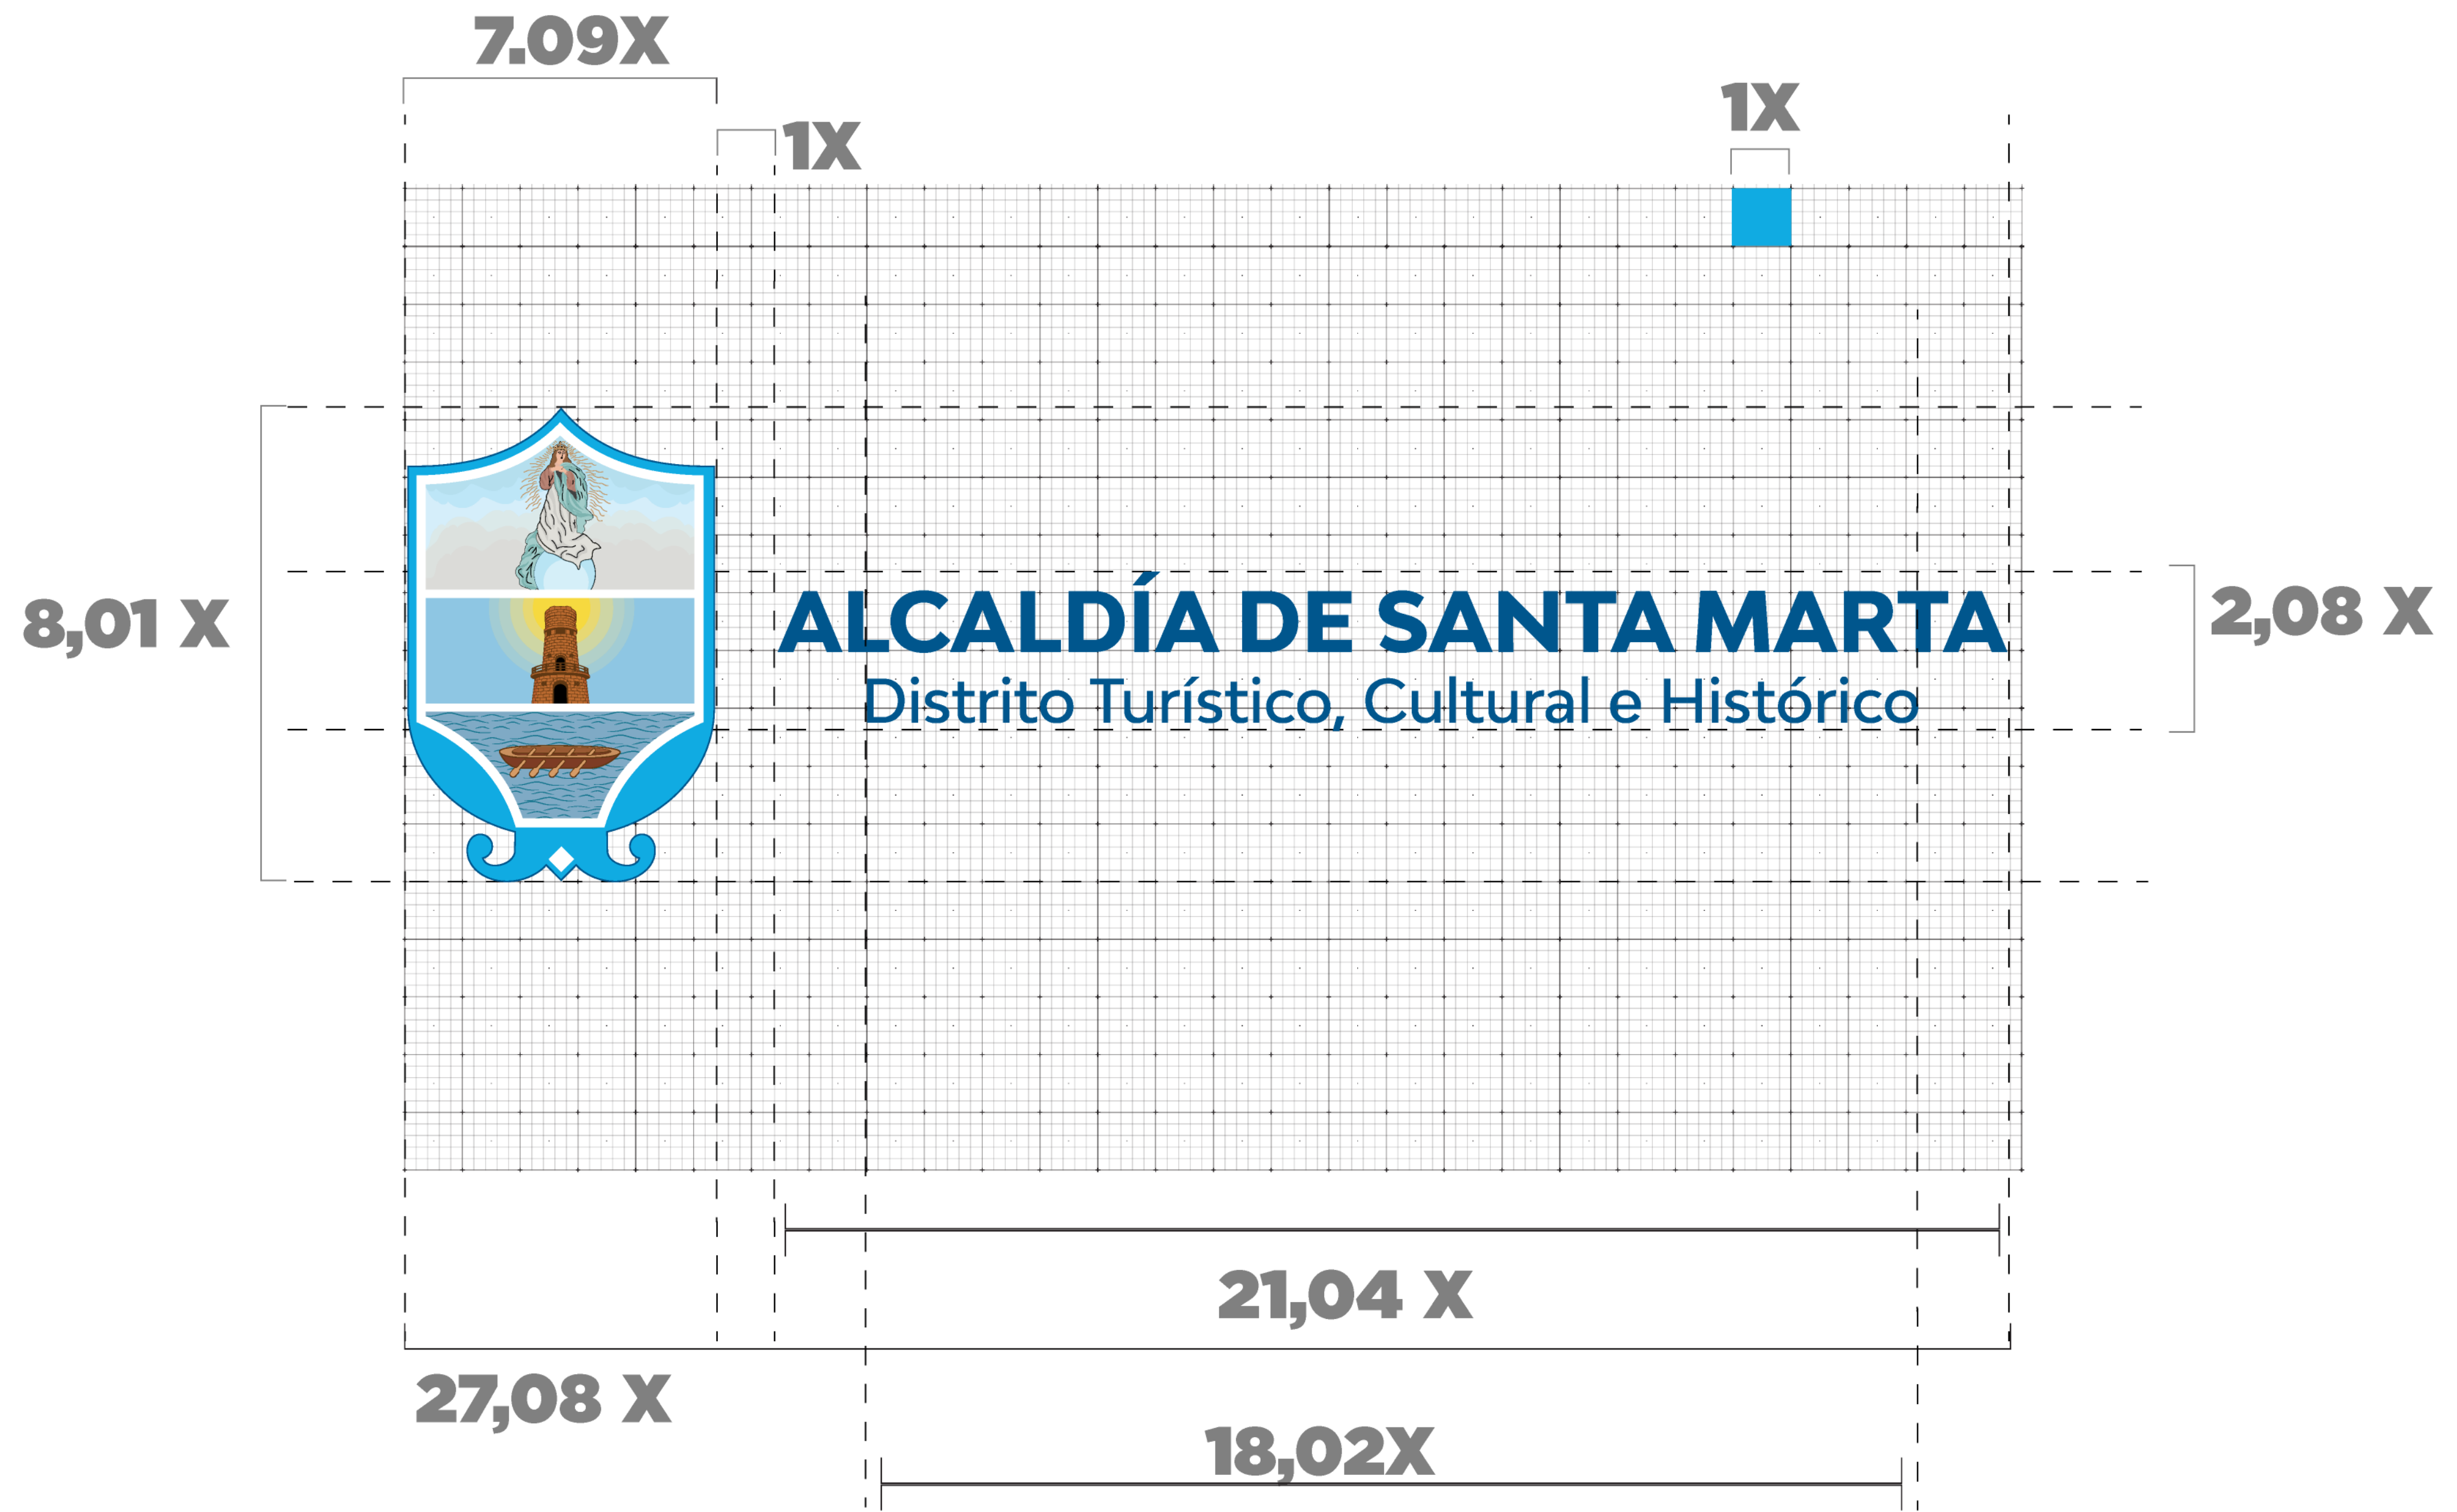 7.09X
1X
1X
8,01 X
ALCALDÍA DE SANTA MARTA
Distrito Turístico, Cultural e Histórico
2,08 X
21,04 X
27,08 X
18,02X